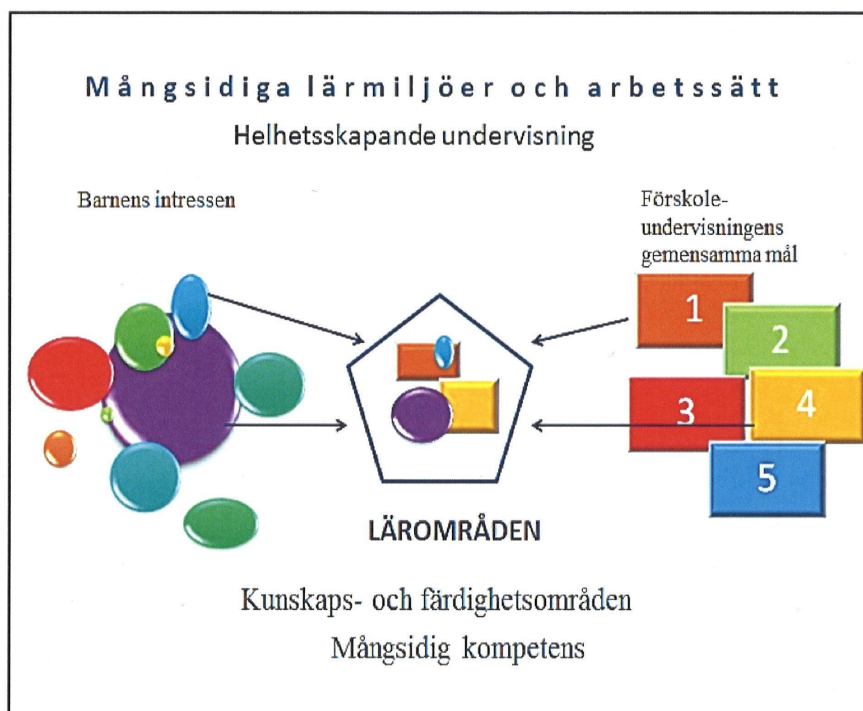 Mångsidiga lärmiljöer och arbetssätt
Helhetsskapande undervisning
Barnens intressen
Förskole-
undervisningens
gemensamma mål
1
2
3
4
5
LÄROMRÅDEN
Kunskaps- och färdighetsområden
Mångsidig kompetens